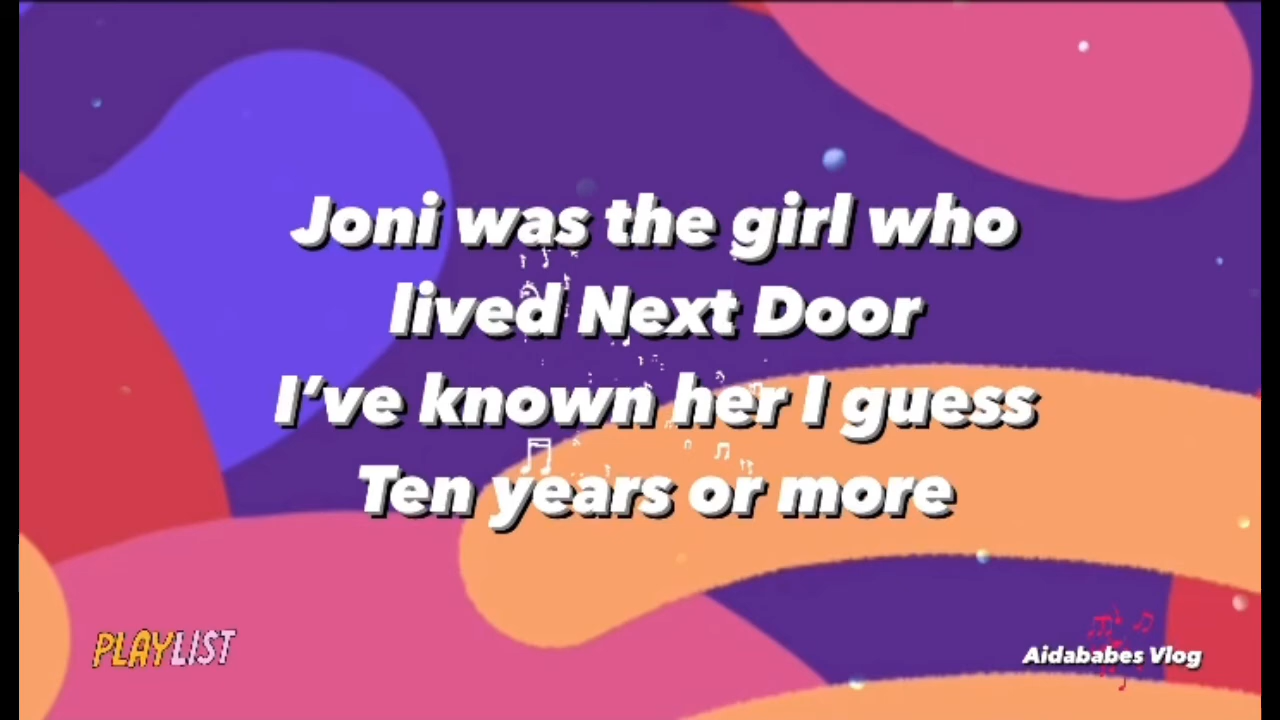 Joni was the girl who
lived Next Door
I’ve known her I guess
Ten years or more
PLAYLIST
Aidababes Vlog